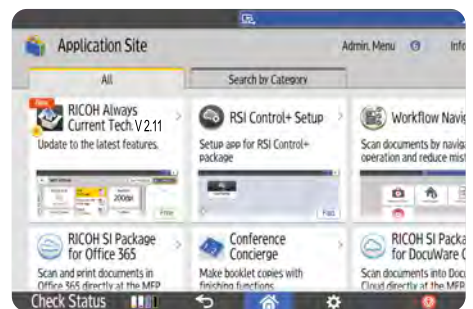 Application Site
Admin. Menu
Info
All
Search by Category
New
RICOH Always
Current Tech. V 2.11
Update to the latest features.
200dpi
Free
RSI Control+ Setup
Setup app for RSI Control+
package
Workflow Navig
Scan documents by naviga
operation and reduce mist
RICOH SI Package
for Office 365
Scan and print documents in
Office 365 directly at the MFP
Conference
Concierge
Make booklet copies with
finishing functions
RICOH SI Packa
for DocuWare C
Scan documents into Docu
Cloud directly at the MFP
Check Status